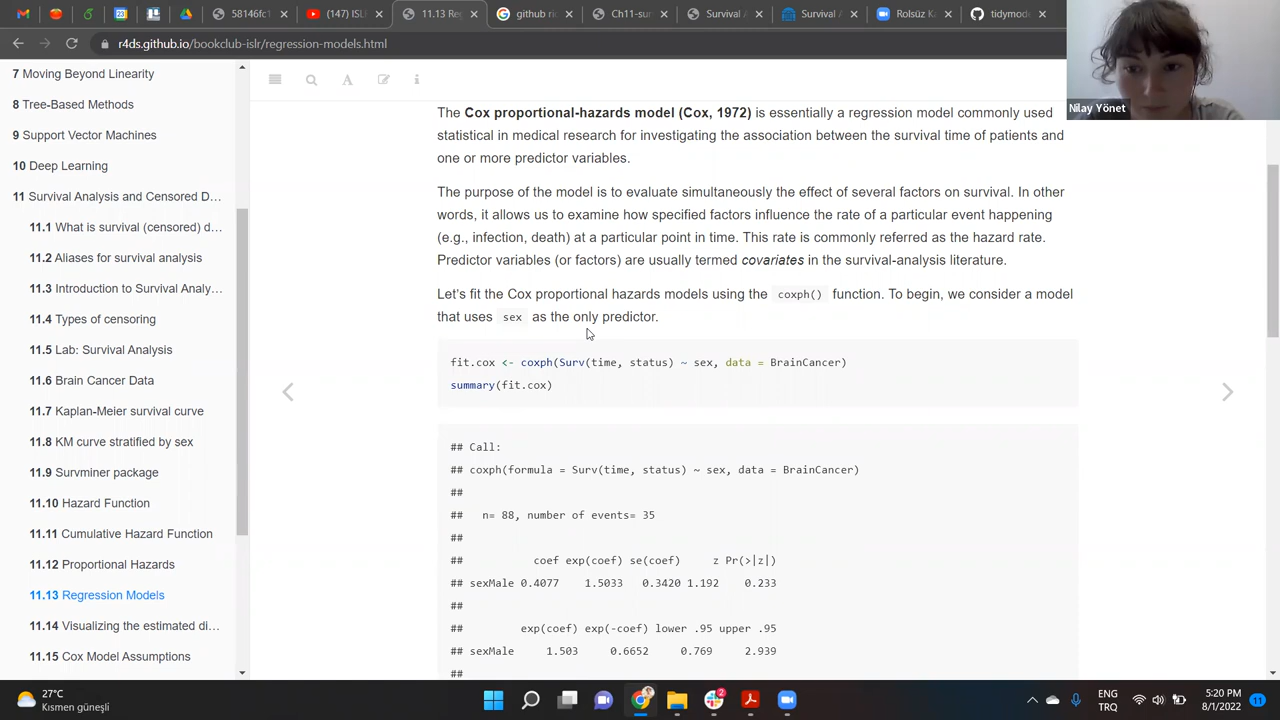 58146fc1
(147) ISL
11.13 Re
github ri
Ch11-sur
Survival
Survival A
Rolsüz K
tidymode
r4ds.github.io/bookclub-islr/regression-models.html
Nilay Yönet
7 Moving Beyond Linearity
8 Tree-Based Methods
9 Support Vector Machines
10 Deep Learning
11 Survival Analysis and Censored D…
11.1 What is survival (censored) d…
11.2 Aliases for survival analysis
11.3 Introduction to Survival Analy…
11.4 Types of censoring
11.5 Lab: Survival Analysis
11.6 Brain Cancer Data
11.7 Kaplan-Meier survival curve
11.8 KM curve stratified by sex
11.9 Survminer package
11.10 Hazard Function
11.11 Cumulative Hazard Function
11.12 Proportional Hazards
11.13 Regression Models
11.14 Visualizing the estimated di…
11.15 Cox Model Assumptions
The Cox proportional-hazards model (Cox, 1972) is essentially a regression model commonly used
statistical in medical research for investigating the association between the survival time of patients and
one or more predictor variables.
The purpose of the model is to evaluate simultaneously the effect of several factors on survival. In other
words, it allows us to examine how specified factors influence the rate of a particular event happening
(e.g., infection, death) at a particular point in time. This rate is commonly referred as the hazard rate.
Predictor variables (or factors) are usually termed covariates in the survival-analysis literature.
Let's fit the Cox proportional hazards models using the coxph() function. To begin, we consider a model
that uses sex as the only predictor.
fit.cox <- coxph(Surv(time, status) ~ sex, data = BrainCancer)
summary(fit.cox)
## Call:
## coxph(formula = Surv(time, status) ~ sex, data = BrainCancer)
##
## n= 88, number of events= 35
##
## coef exp(coef) se(coef) z Pr(>|z|)
## sexMale 0.4077 1.5033 0.3420 1.192 0.233
##
## exp(coef) exp(-coef) lower .95 upper .95
## sexMale 1.503 0.6652 0.769 2.939
##
27°C
Kısmen güneşli
2
ENG
TRQ
5:20 PM
8/1/2022
11